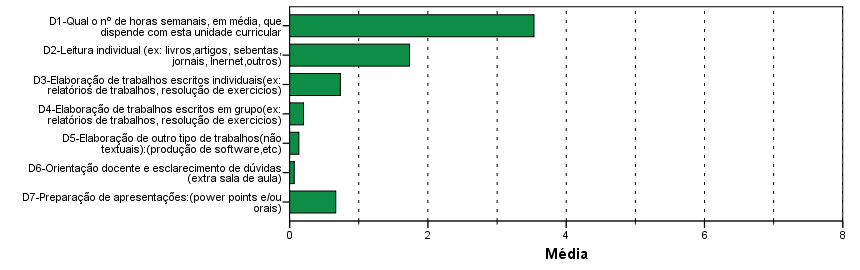 D1-Qual o nº de horas semanais, em média, que
dispende com esta unidade curricular
D2-Leitura individual (ex: livros,artigos, sebentas,
jornais, Inernet,outros)
D3-Elaboração de trabalhos escritos individuais(ex:
relatórios de trabalhos, resolução de exercicios)
D4-Elaboração de trabalhos escritos em grupo(ex:
relatórios de trabalhos, resolução de exercicios)
D5-Elaboração de outro tipo de trabalhos(não
textuais):(produção de software,etc)
D6-Orientação docente e esclarecimento de dúvidas
(extra sala de aula)
D7-Preparação de apresentações:(power points e/ou
orais)
0 2 4 6 8
Média